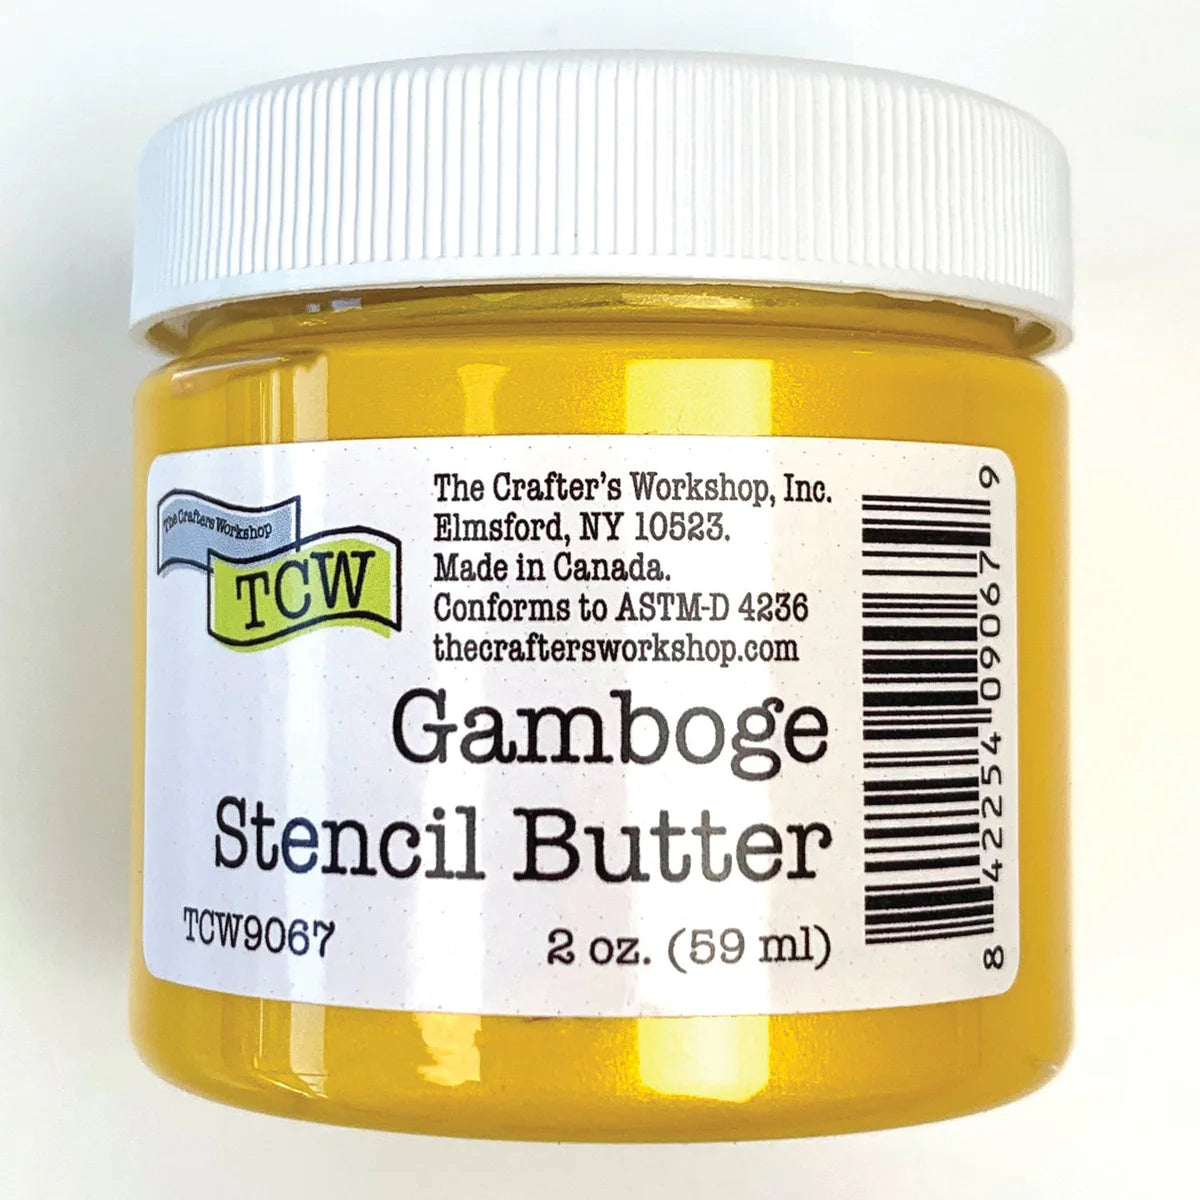 The Crafters Workshop
TCW
The Crafter's Workshop, Inc.
Elmsford, NY 10523.
Made in Canada.
Conforms to ASTM-D 4236
thecraftersworkshop.com
Gamboge
Stencil Butter
TCW9067
2 oz. (59 ml)
8 42254 09067 9